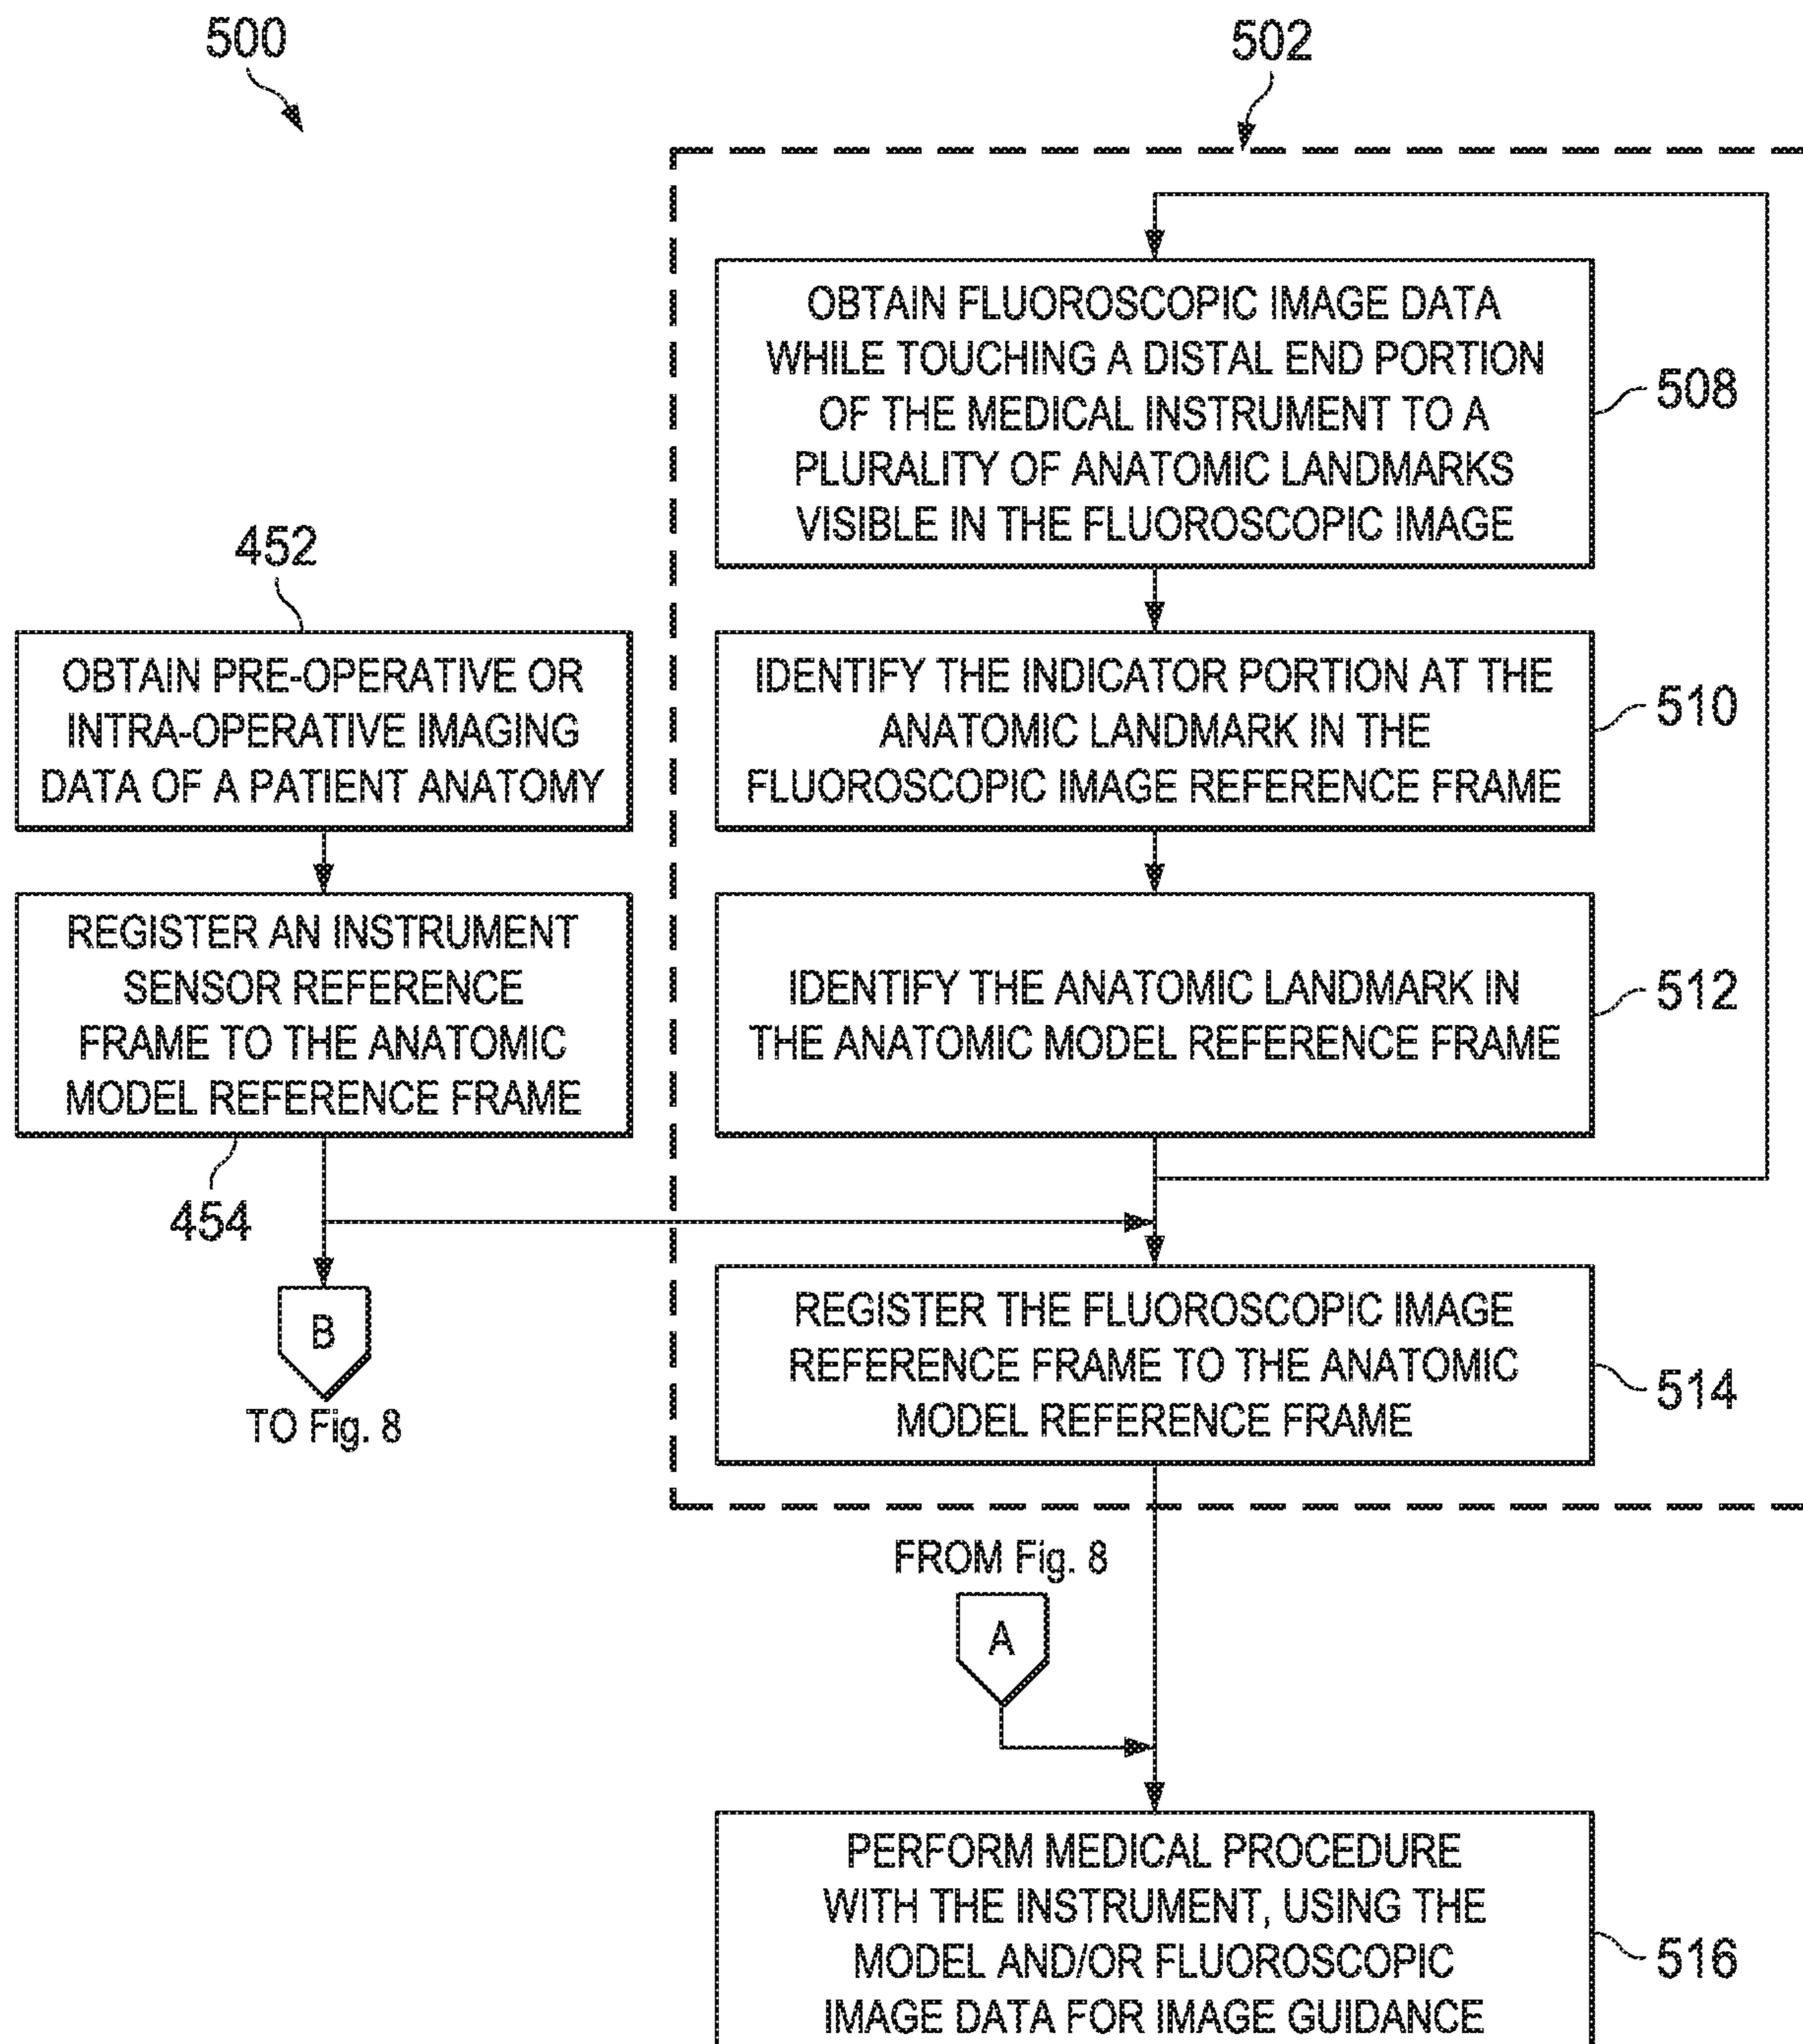 500
502
OBTAIN FLUOROSCOPIC IMAGE DATA
WHILE TOUCHING A DISTAL END PORTION
OF THE MEDICAL INSTRUMENT TO A
PLURALITY OF ANATOMIC LANDMARKS
VISIBLE IN THE FLUOROSCOPIC IMAGE
508
452
OBTAIN PRE-OPERATIVE OR
INTRA-OPERATIVE IMAGING
DATA OF A PATIENT ANATOMY
IDENTIFY THE INDICATOR PORTION AT THE
ANATOMIC LANDMARK IN THE
FLUOROSCOPIC IMAGE REFERENCE FRAME
510
REGISTER AN INSTRUMENT
SENSOR REFERENCE
FRAME TO THE ANATOMIC
MODEL REFERENCE FRAME
454
IDENTIFY THE ANATOMIC LANDMARK IN
THE ANATOMIC MODEL REFERENCE FRAME
512
B
TO Fig. 8
REGISTER THE FLUOROSCOPIC IMAGE
REFERENCE FRAME TO THE ANATOMIC
MODEL REFERENCE FRAME
514
FROM Fig. 8
A
PERFORM MEDICAL PROCEDURE
WITH THE INSTRUMENT, USING THE
MODEL AND/OR FLUOROSCOPIC
IMAGE DATA FOR IMAGE GUIDANCE
516